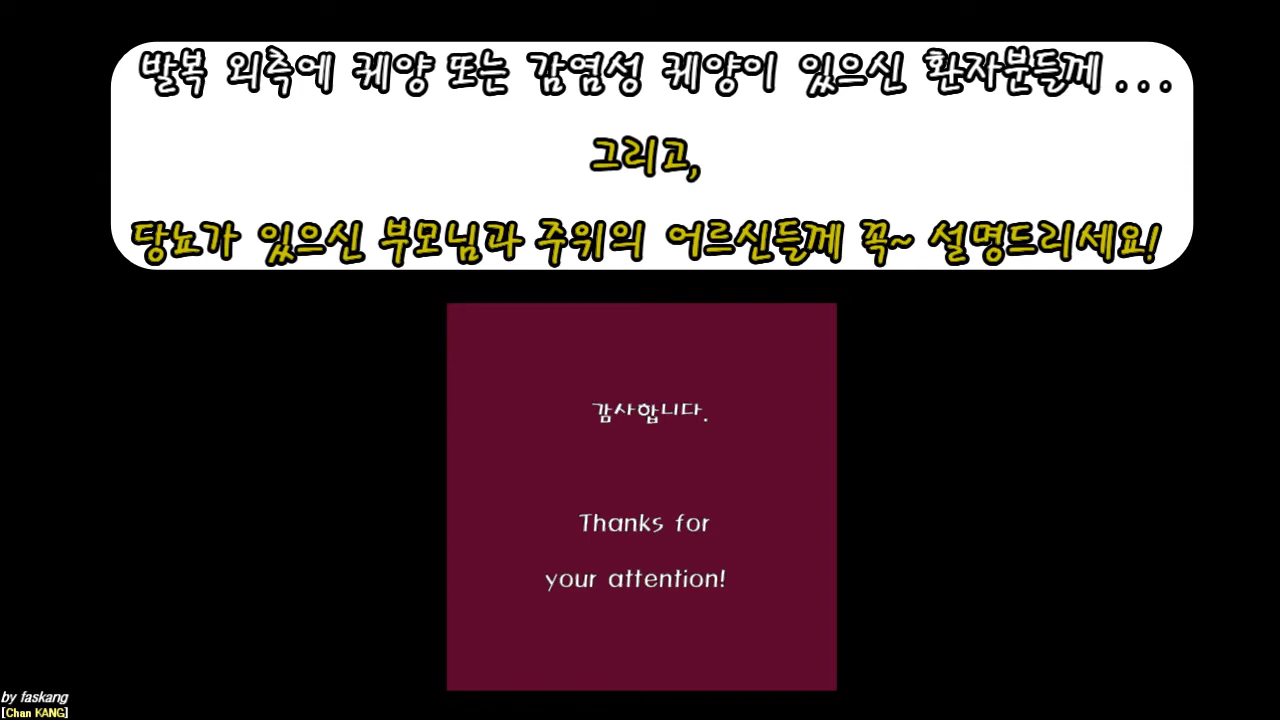 발복 외측에 궤양 또는 감염성 궤양이 있으신 환자분들께 . . .
그리고,
당뇨가 있으신 부모님과 주위의 어르신들께 꼭~ 설명드리세요!
감사합니다.
Thanks for
your attention!
by faskang
[Chan KANG]